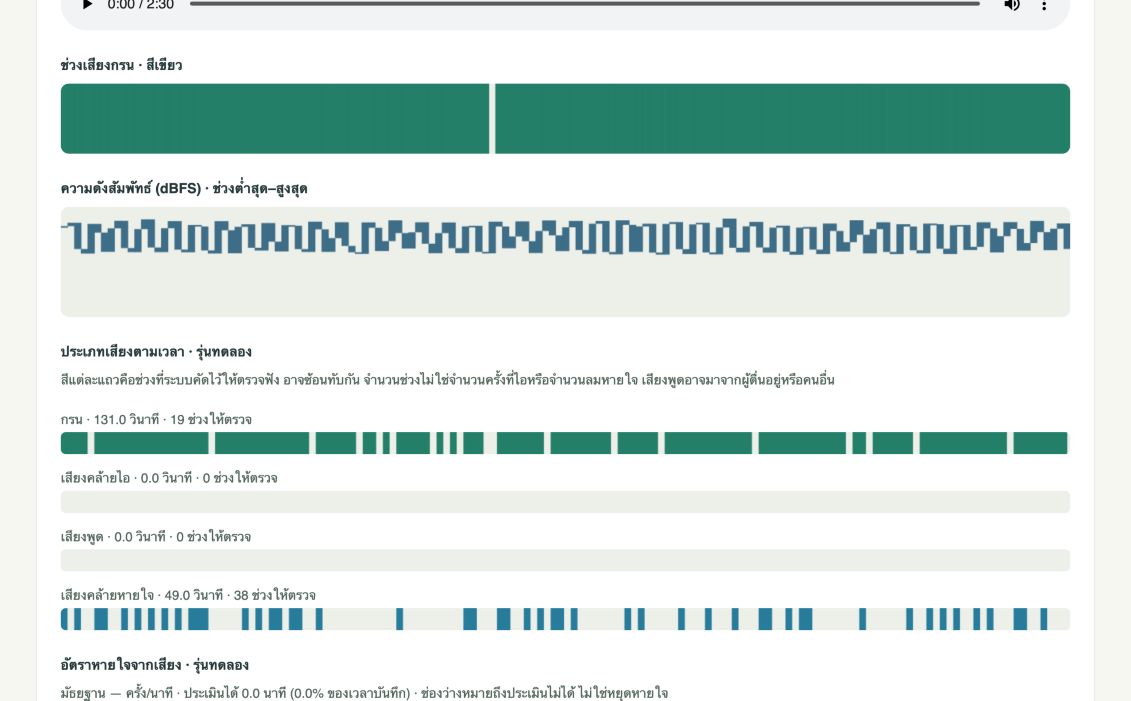 0:00 / 2:30
ช่วงเสียงกรน · สีเขียว
ความดังสัมพัทธ์ (dBFS) · ช่วงต่ำสุด–สูงสุด
ประเภทเสียงตามเวลา · รุ่นทดลอง
สีแต่ละแถวคือช่วงที่ระบบคัดไว้ให้ตรวจฟัง อาจซ้อนทับกัน จำนวนช่วงไม่ใช่จำนวนครั้งที่ไอหรือจำนวนลมหายใจ เสียงพูดอาจมาจากผู้ตื่นอยู่หรือคนอื่น
กรน · 131.0 วินาที · 19 ช่วงให้ตรวจ
เสียงคล้ายไอ · 0.0 วินาที · 0 ช่วงให้ตรวจ
เสียงพูด · 0.0 วินาที · 0 ช่วงให้ตรวจ
เสียงคล้ายหายใจ · 49.0 วินาที · 38 ช่วงให้ตรวจ
อัตราหายใจจากเสียง · รุ่นทดลอง
มัธยฐาน — ครั้ง/นาที · ประเมินได้ 0.0 นาที (0.0% ของเวลาบันทึก) · ช่องว่างหมายถึงประเมินไม่ได้ ไม่ใช่หยุดหายใจ